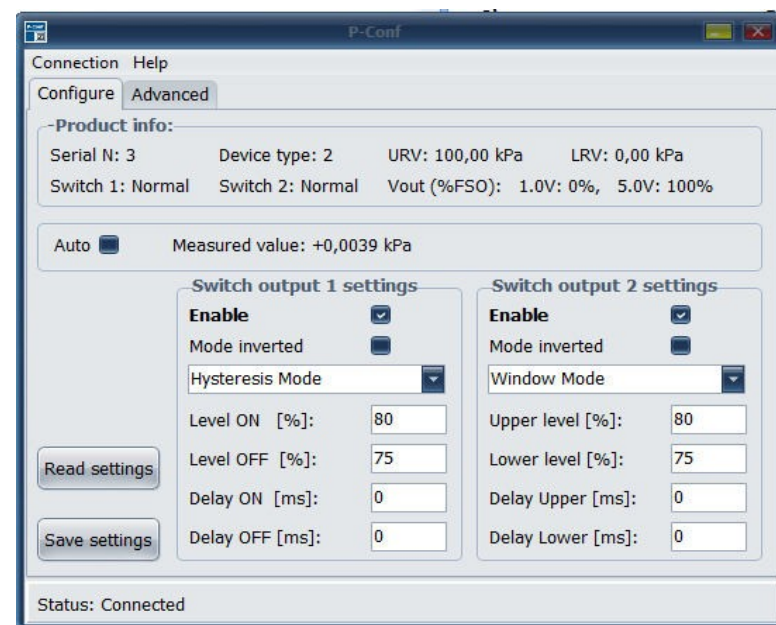 P-Conf
Connection Help
Configure Advanced
-Product info:
Serial N: 3 Device type: 2 URV: 100,00 kPa LRV: 0,00 kPa
Switch 1: Normal Switch 2: Normal Vout (%FSO): 1.0V: 0%, 5.0V: 100%
Auto Measured value: +0,0039 kPa
Switch output 1 settings
Enable
Mode inverted
Hysteresis Mode
Level ON [%]: 80
Level OFF [%]: 75
Delay ON [ms]: 0
Delay OFF [ms]: 0
Switch output 2 settings
Enable
Mode inverted
Window Mode
Upper level [%]: 80
Lower level [%]: 75
Delay Upper [ms]: 0
Delay Lower [ms]: 0
Read settings
Save settings
Status: Connected